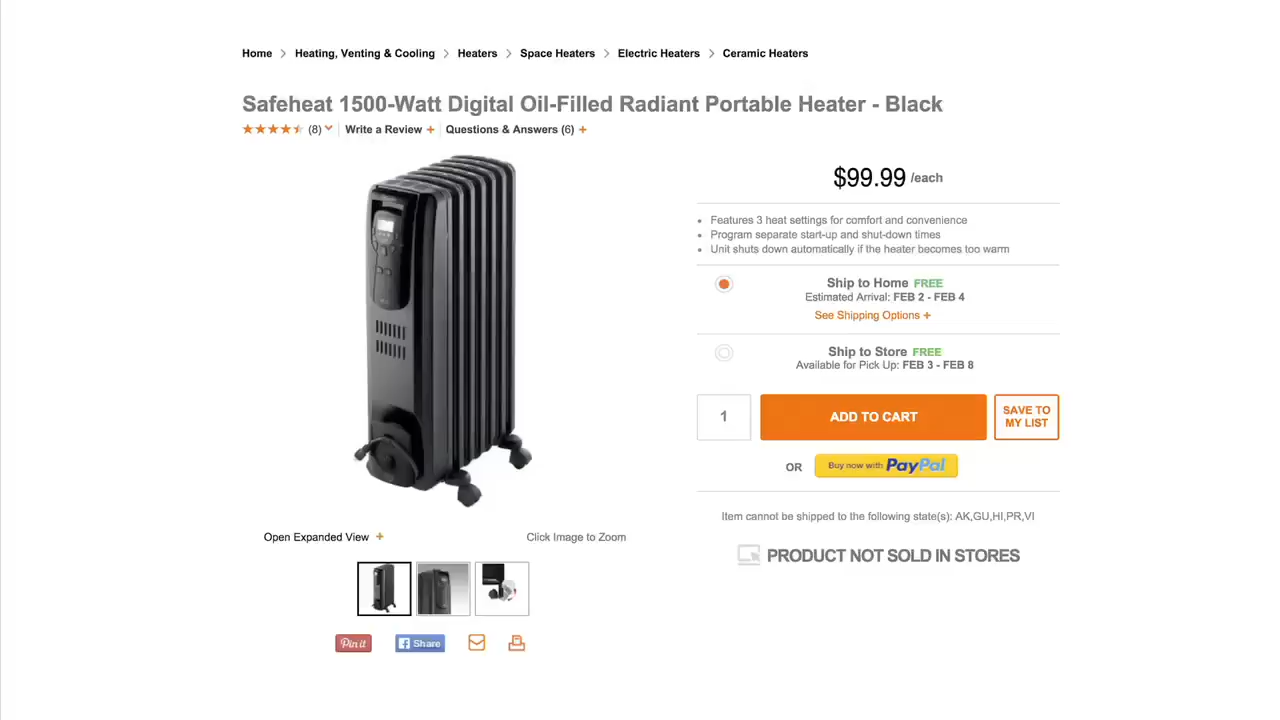 Home > Heating, Venting & Cooling > Heaters > Space Heaters > Electric Heaters > Ceramic Heaters
Safeheat 1500-Watt Digital Oil-Filled Radiant Portable Heater - Black
(8) Write a Review + Questions & Answers (6) +
$99.99 /each
Features 3 heat settings for comfort and convenience
Program separate start-up and shut-down times
Unit shuts down automatically if the heater becomes too warm
Ship to Home FREE
Estimated Arrival: FEB 2 - FEB 4
See Shipping Options +
Ship to Store FREE
Available for Pick Up: FEB 3 - FEB 8
1
ADD TO CART
SAVE TO
MY LIST
OR
Buy now with PayPal
Item cannot be shipped to the following state(s): AK,GU,HI,PR,VI
PRODUCT NOT SOLD IN STORES
Open Expanded View +
Click Image to Zoom
Pin it
Share